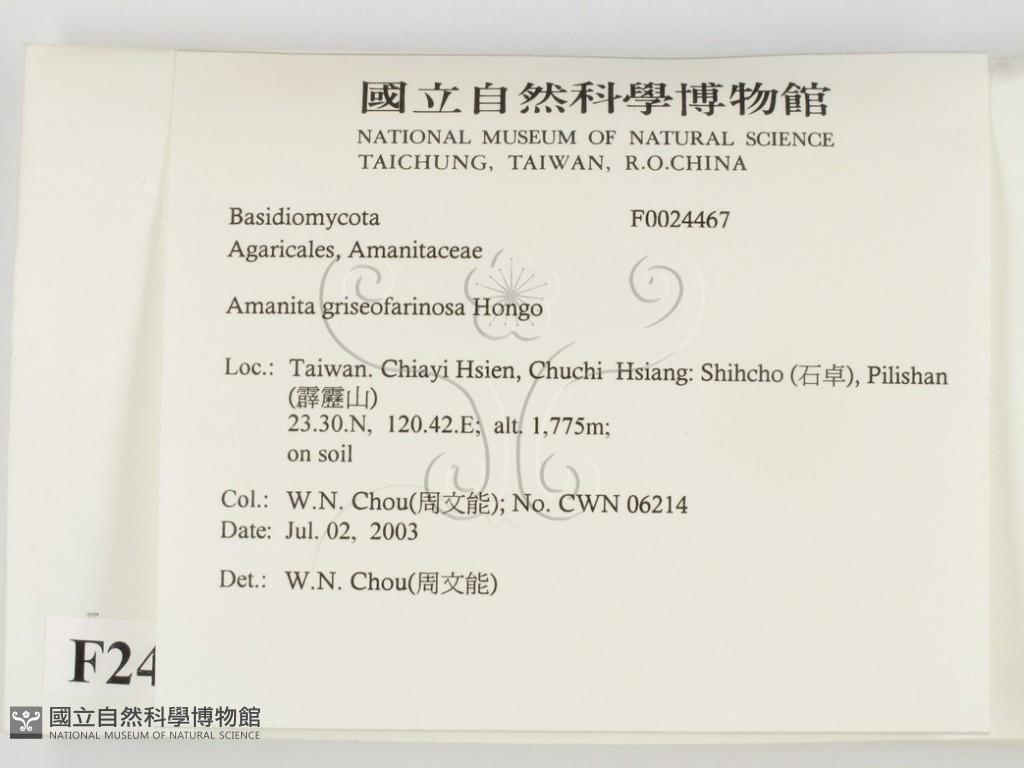 國立自然科學博物館
NATIONAL MUSEUM OF NATURAL SCIENCE
TAICHUNG, TAIWAN, R.O.CHINA
Basidiomycota F0024467
Agaricales, Amanitaceae
Amanita griseofarinosa Hongo
Loc.: Taiwan. Chiayi Hsien, Chuchi Hsiang: Shihcho (石卓), Pilishan
(霹靂山)
23.30.N, 120.42.E; alt. 1,775m;
on soil
Col.: W.N. Chou(周文能); No. CWN 06214
Date: Jul. 02, 2003
Det.: W.N. Chou(周文能)
F24
國立自然科學博物館
NATIONAL MUSEUM OF NATURAL SCIENCE